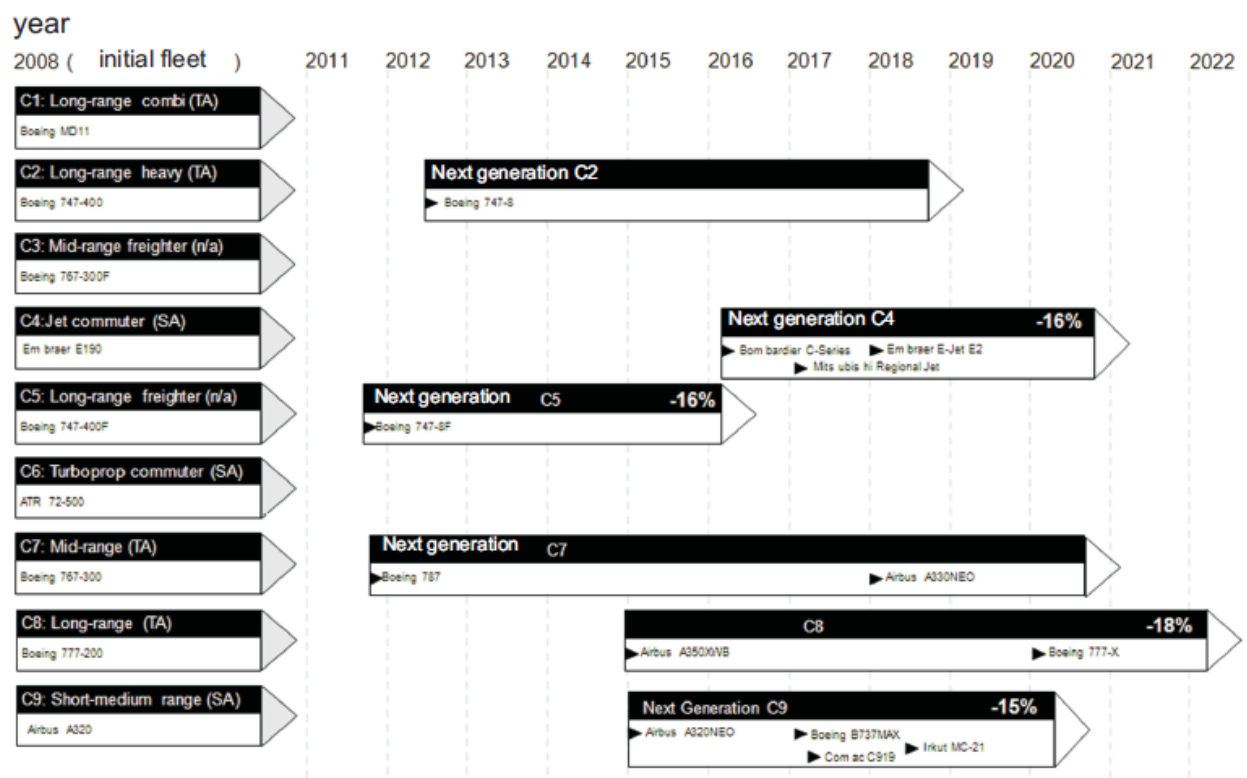 year
2008 ( initial fleet ) 2011 2012 2013 2014 2015 2016 2017 2018 2019 2020 2021 2022
C1: Long-range combi (TA)
Boeing MD11
C2: Long-range heavy (TA)
Boeing 747-400
Next generation C2
Boeing 747-8
C3: Mid-range freighter (n/a)
Boeing 767-300F
C4:Jet commuter (SA)
Em braer E190
Next generation C4 -16%
Bom bardier C-Series Em braer E-Jet E2
Mits ubis hi Regional Jet
C5: Long-range freighter (n/a)
Boeing 747-400F
Next generation C5 -16%
Boeing 747-8F
C6: Turboprop commuter (SA)
ATR 72-500
C7: Mid-range (TA)
Boeing 767-300
Next generation C7
Boeing 787 Airbus A330NEO
C8: Long-range (TA)
Boeing 777-200
C8 -18%
Airbus A350XWB Boeing 777-X
C9: Short-medium range (SA)
Airbus A320
Next Generation C9 -15%
Airbus A320NEO Boeing B737MAX
Com ac C919 Irkut MC-21